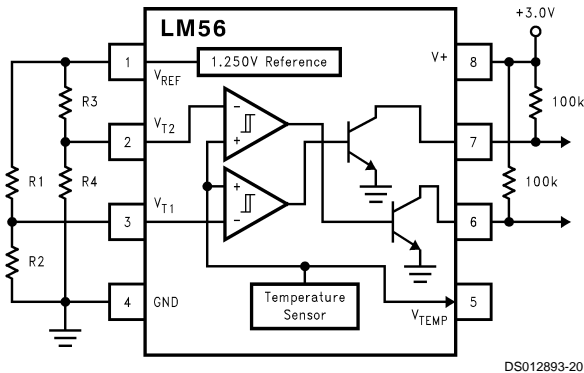 LM56
+3.0V
1
VREF
1.250V Reference
V+
8
R3
100k
2
VT2
-
+
7
R1
R4
100k
3
VT1
+
-
6
R2
4
GND
Temperature
Sensor
VTEMP
5
DS012893-20